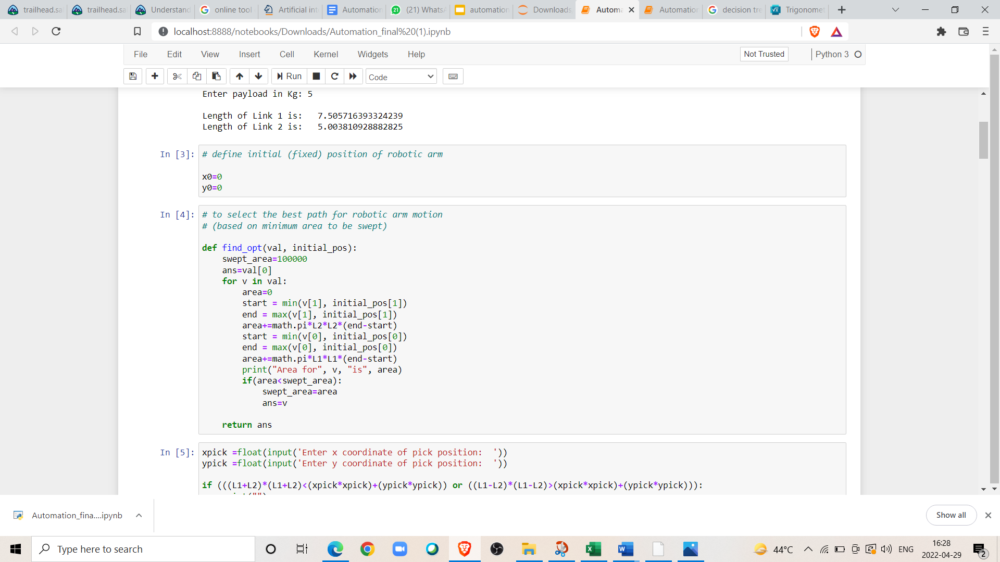 trailhead.sa
trailhead.sa
Understand
online tool
Artificial int
Automation
(21) WhatsA
automation
Downloads
Automa
Automation
decision tre
Trigonomet
localhost:8888/notebooks/Downloads/Automation_final%20(1).ipynb
File Edit View Insert Cell Kernel Widgets Help
Not Trusted
Python 3
Run
Code
Enter payload in Kg: 5
Length of Link 1 is:   7.505716393324239
Length of Link 2 is:   5.003810928882825
In [3]: # define initial (fixed) position of robotic arm
x0=0
y0=0
In [4]: # to select the best path for robotic arm motion
# (based on minimum area to be swept)
def find_opt(val, initial_pos):
    swept_area=100000
    ans=val[0]
    for v in val:
        area=0
        start = min(v[1], initial_pos[1])
        end = max(v[1], initial_pos[1])
        area+=math.pi*L2*L2*(end-start)
        start = min(v[0], initial_pos[0])
        end = max(v[0], initial_pos[0])
        area+=math.pi*L1*L1*(end-start)
        print("Area for", v, "is", area)
        if(area<swept_area):
            swept_area=area
            ans=v
    return ans
In [5]: xpick =float(input('Enter x coordinate of pick position:  '))
ypick =float(input('Enter y coordinate of pick position:  '))
if (((L1+L2)*(L1+L2)<(xpick*xpick)+(ypick*ypick)) or ((L1-L2)*(L1-L2)>(xpick*xpick)+(ypick*ypick))):
Automation_fina....ipynb
Show all
Type here to search
44°C
ENG
16:28
2022-04-29
2